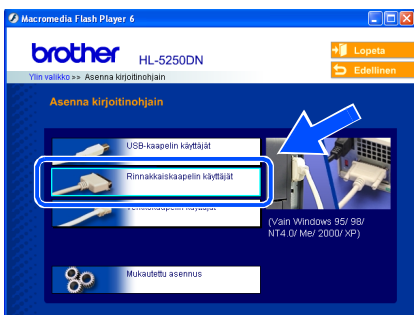 Macromedia Flash Player 6
brother HL-5250DN
Lopeta
Edellinen
Ylin valikko »» Asenna kirjoitinohjain
Asenna kirjoitinohjain
USB-kaapelin käyttäjät
Rinnakkaiskaapelin käyttäjät
(Vain Windows 95/ 98/
NT4.0/ Me/ 2000/ XP)
Mukautettu asennus